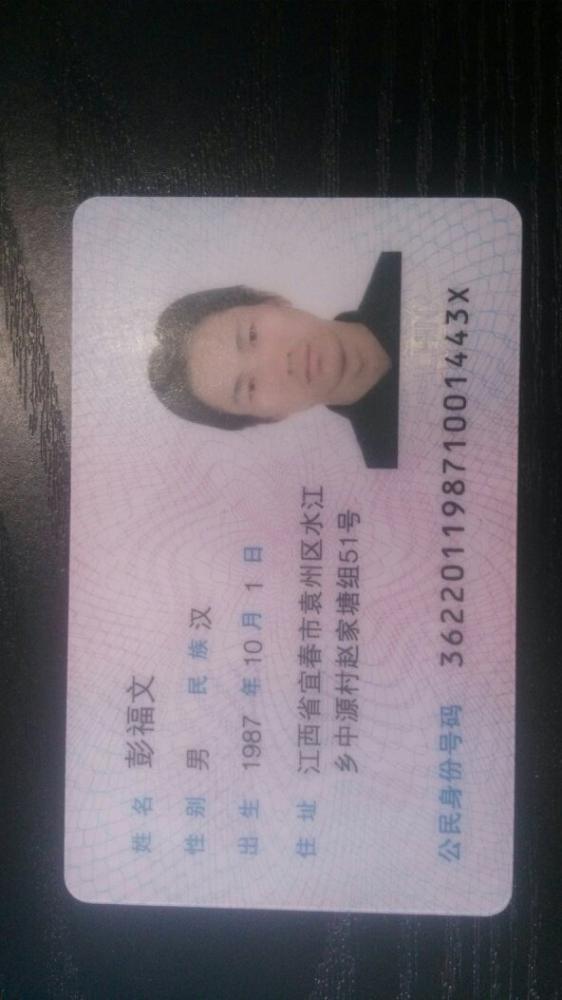 姓名 彭福文
性别 男 民族 汉
出生 1987 年 10 月 1 日
住址 江西省宜春市袁州区水江
乡中源村赵家塘组51号
公民身份号码 36220119871001443X